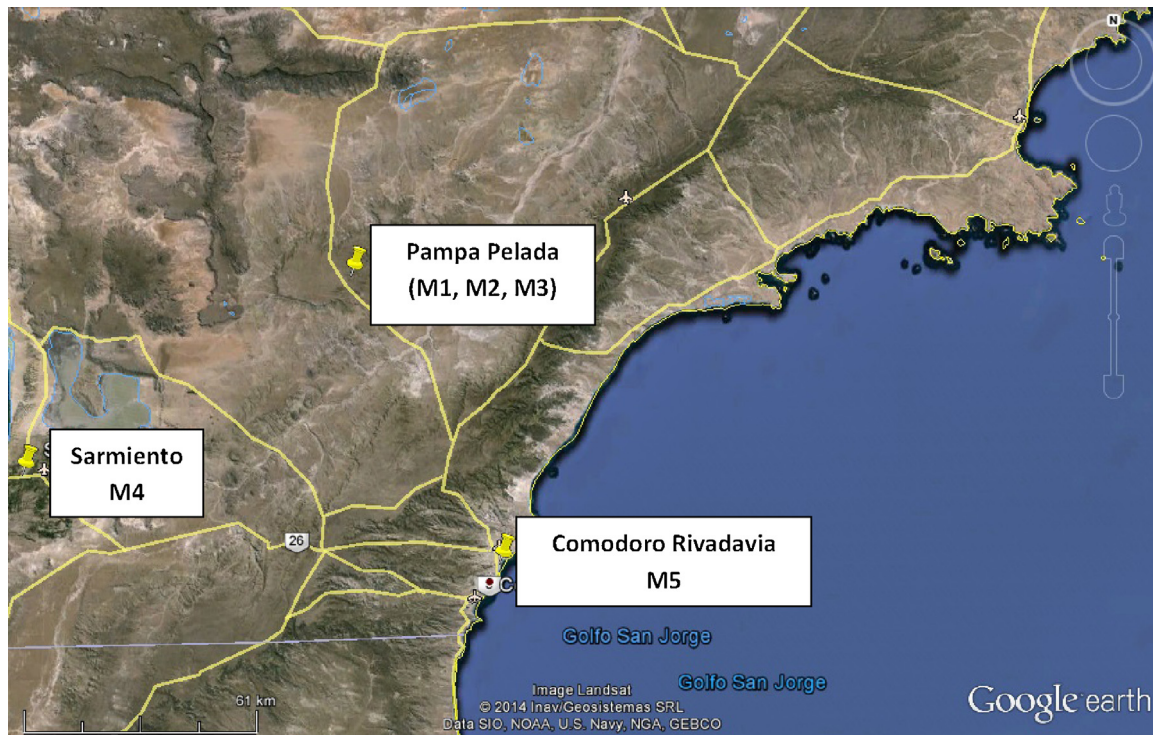 N
Pampa Pelada
(M1, M2, M3)
S
Sarmiento
M4
26
Comodoro Rivadavia
M5
C
Golfo San Jorge
Golfo San Jorge
61 km
Image Landsat
© 2014 Inav/Geosistemas SRL
Data SIO, NOAA, U.S. Navy, NGA, GEBCO
Google earth